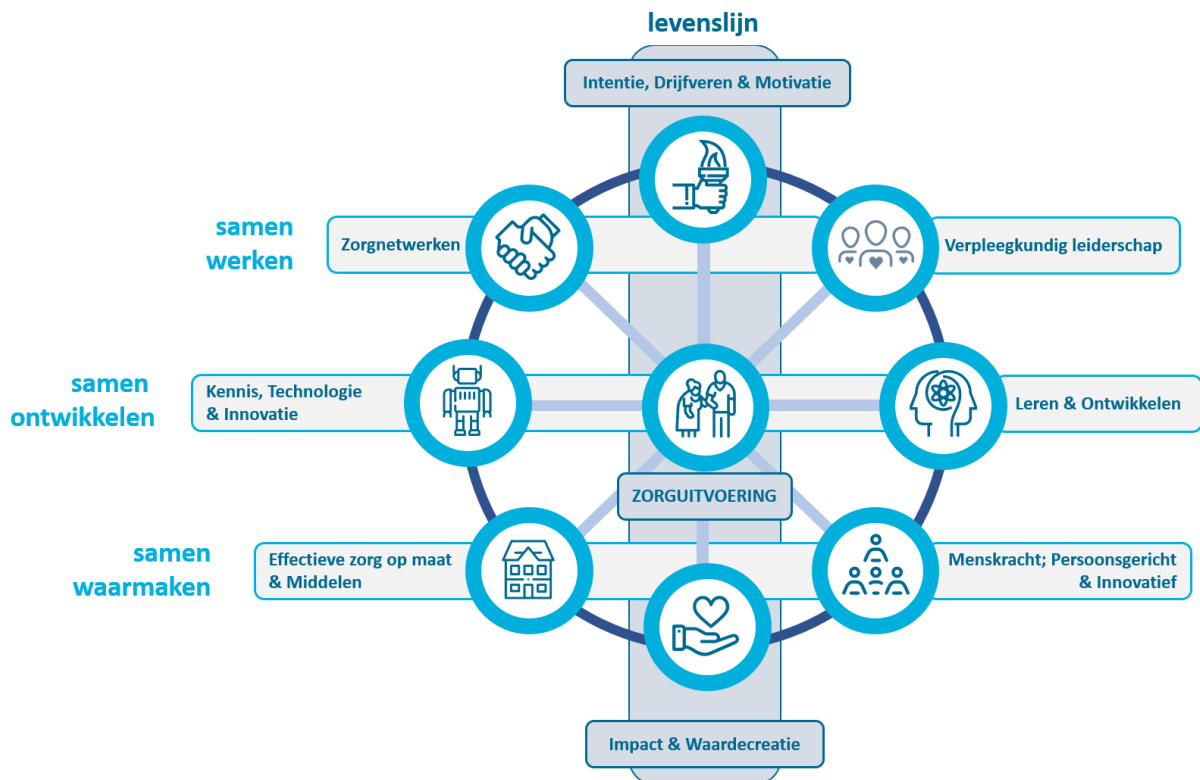 levenslijn
Intentie, Drijfveren & Motivatie
samen
werken
Zorgnetwerken
Verpleegkundig leiderschap
samen
ontwikkelen
Kennis, Technologie
& Innovatie
Leren & Ontwikkelen
ZORGUITVOERING
samen
waarmaken
Effectieve zorg op maat
& Middelen
Menskracht; Persoonsgericht
& Innovatief
Impact & Waardecreatie